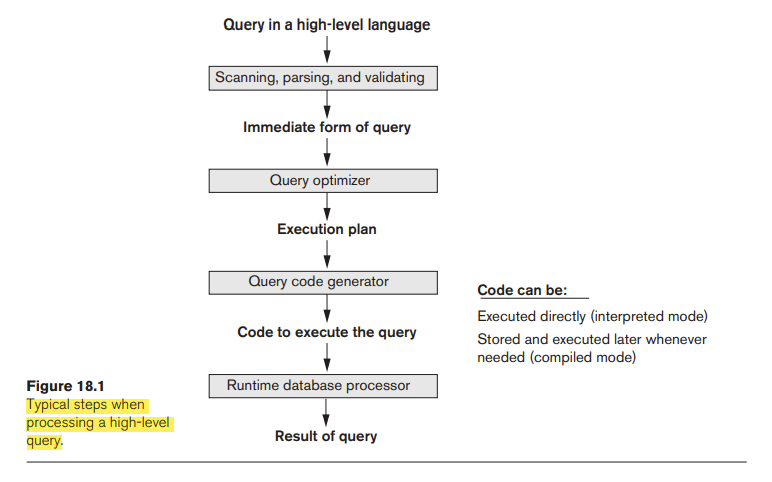 Query in a high-level language
Scanning, parsing, and validating
Immediate form of query
Query optimizer
Execution plan
Query code generator
Code can be:
Executed directly (interpreted mode)
Code to execute the query
Stored and executed later whenever
needed (compiled mode)
Runtime database processor
Figure 18.1
Typical steps when
processing a high-level
query.
Result of query